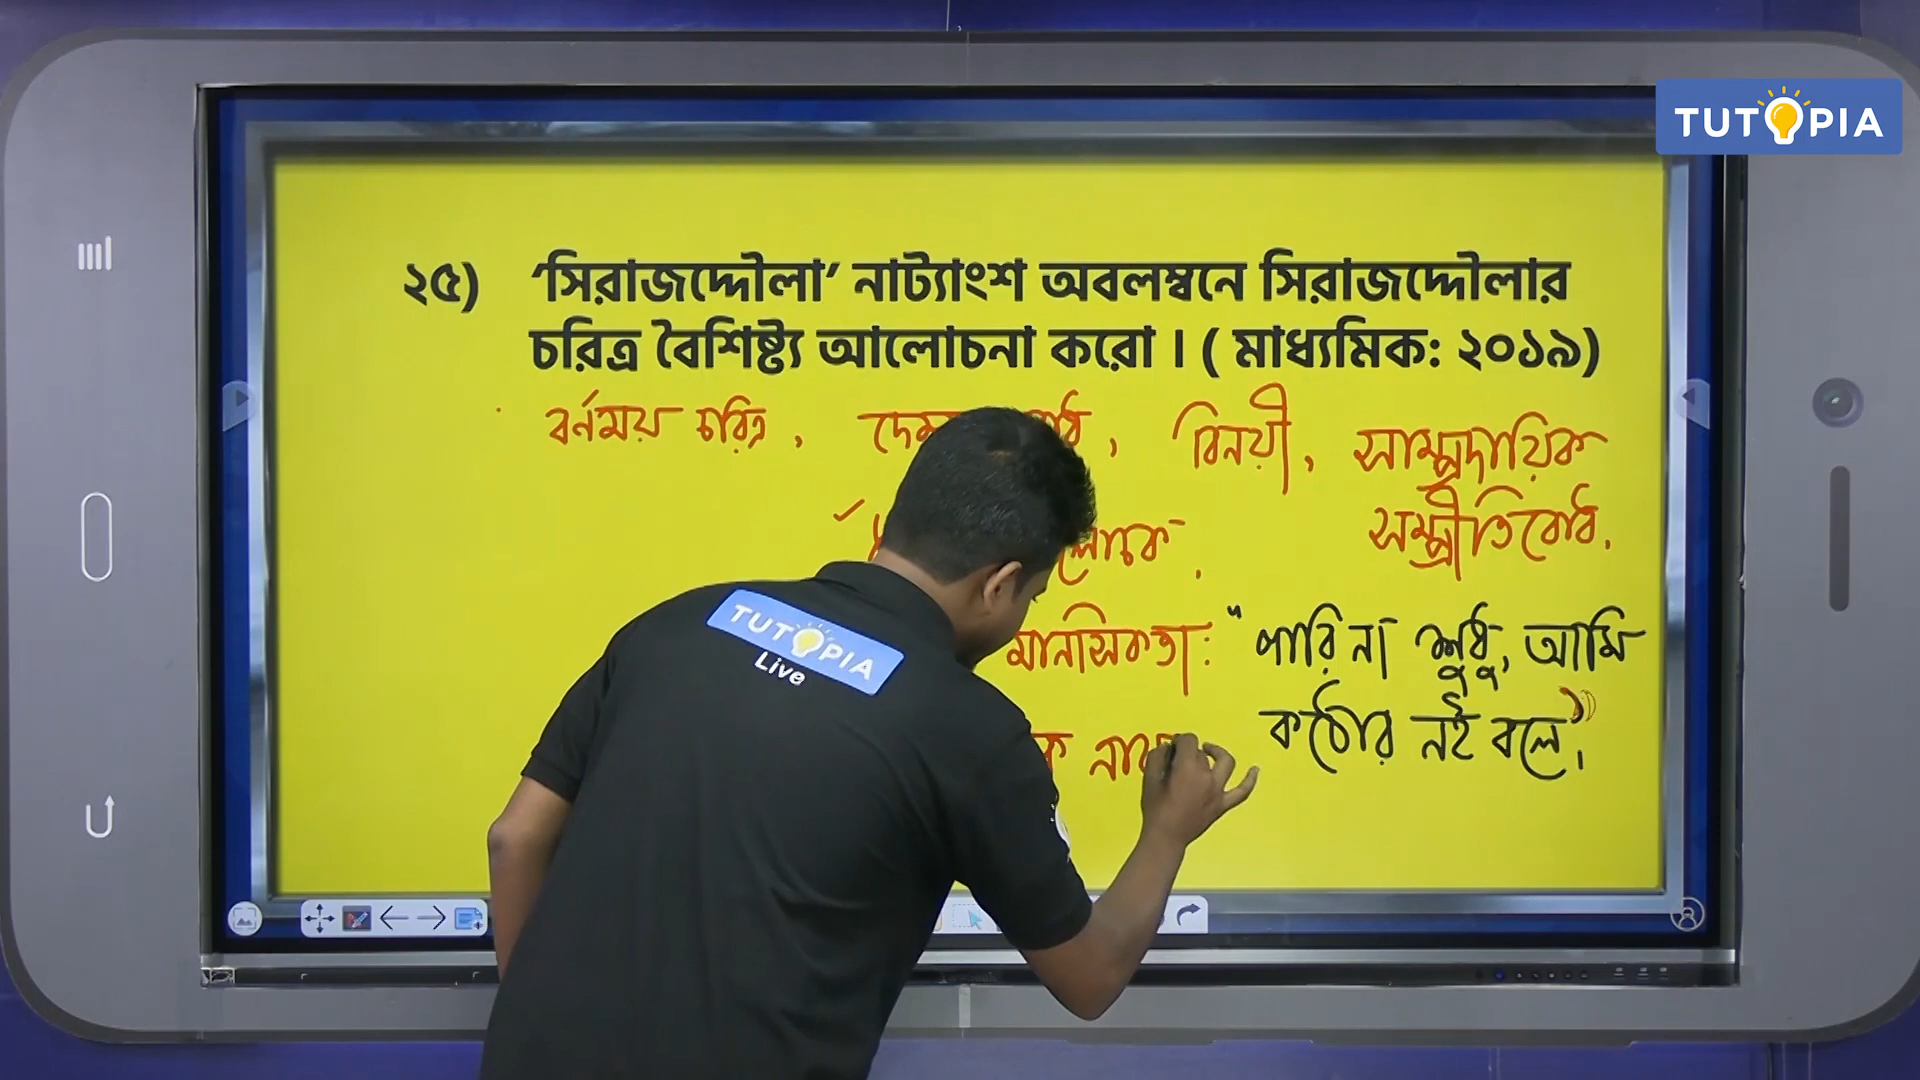 TUTOPIA
২৫) ‘সিরাজদ্দৌলা’ নাট্যাংশ অবলম্বনে সিরাজদ্দৌলার
চরিত্র বৈশিষ্ট্য আলোচনা করো। ( মাধ্যমিক: ২০১৯)
বর্নময় চরিত্র, বিনয়ী, সাম্প্রদায়িক
সম্প্রীতিবোধ.
মানসিকতা: "পারি না শুধু, আমি
কঠোর নই বলে".
TUTOPIA
Live